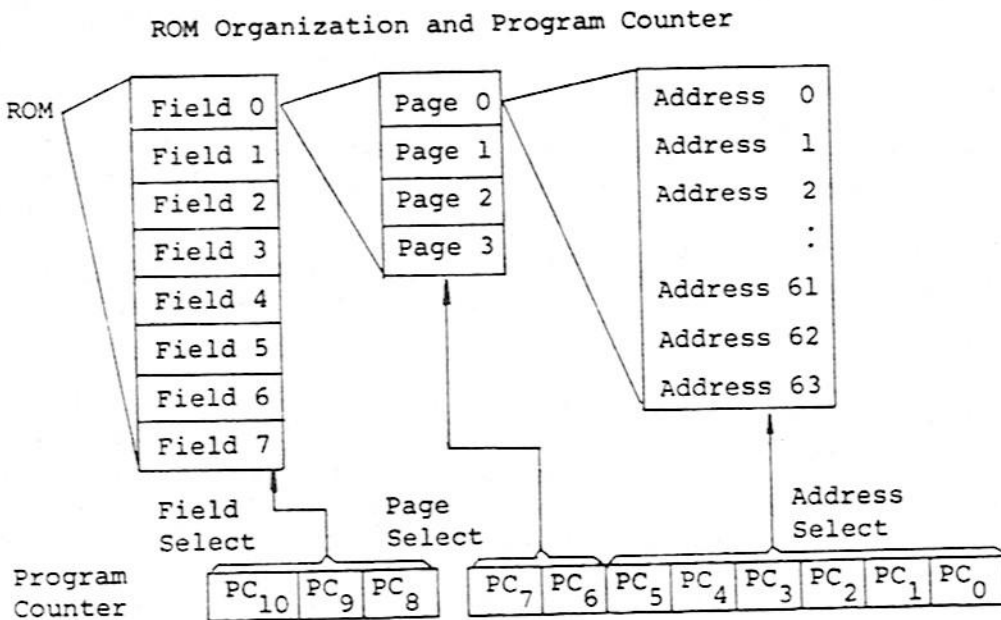 ROM Organization and Program Counter
ROM
Field 0
Field 1
Field 2
Field 3
Field 4
Field 5
Field 6
Field 7
Page 0
Page 1
Page 2
Page 3
Address 0
Address 1
Address 2
:
Address 61
Address 62
Address 63
Field
Select
Page
Select
Address
Select
Program
Counter
PC10 PC9 PC8 PC7 PC6 PC5 PC4 PC3 PC2 PC1 PC0